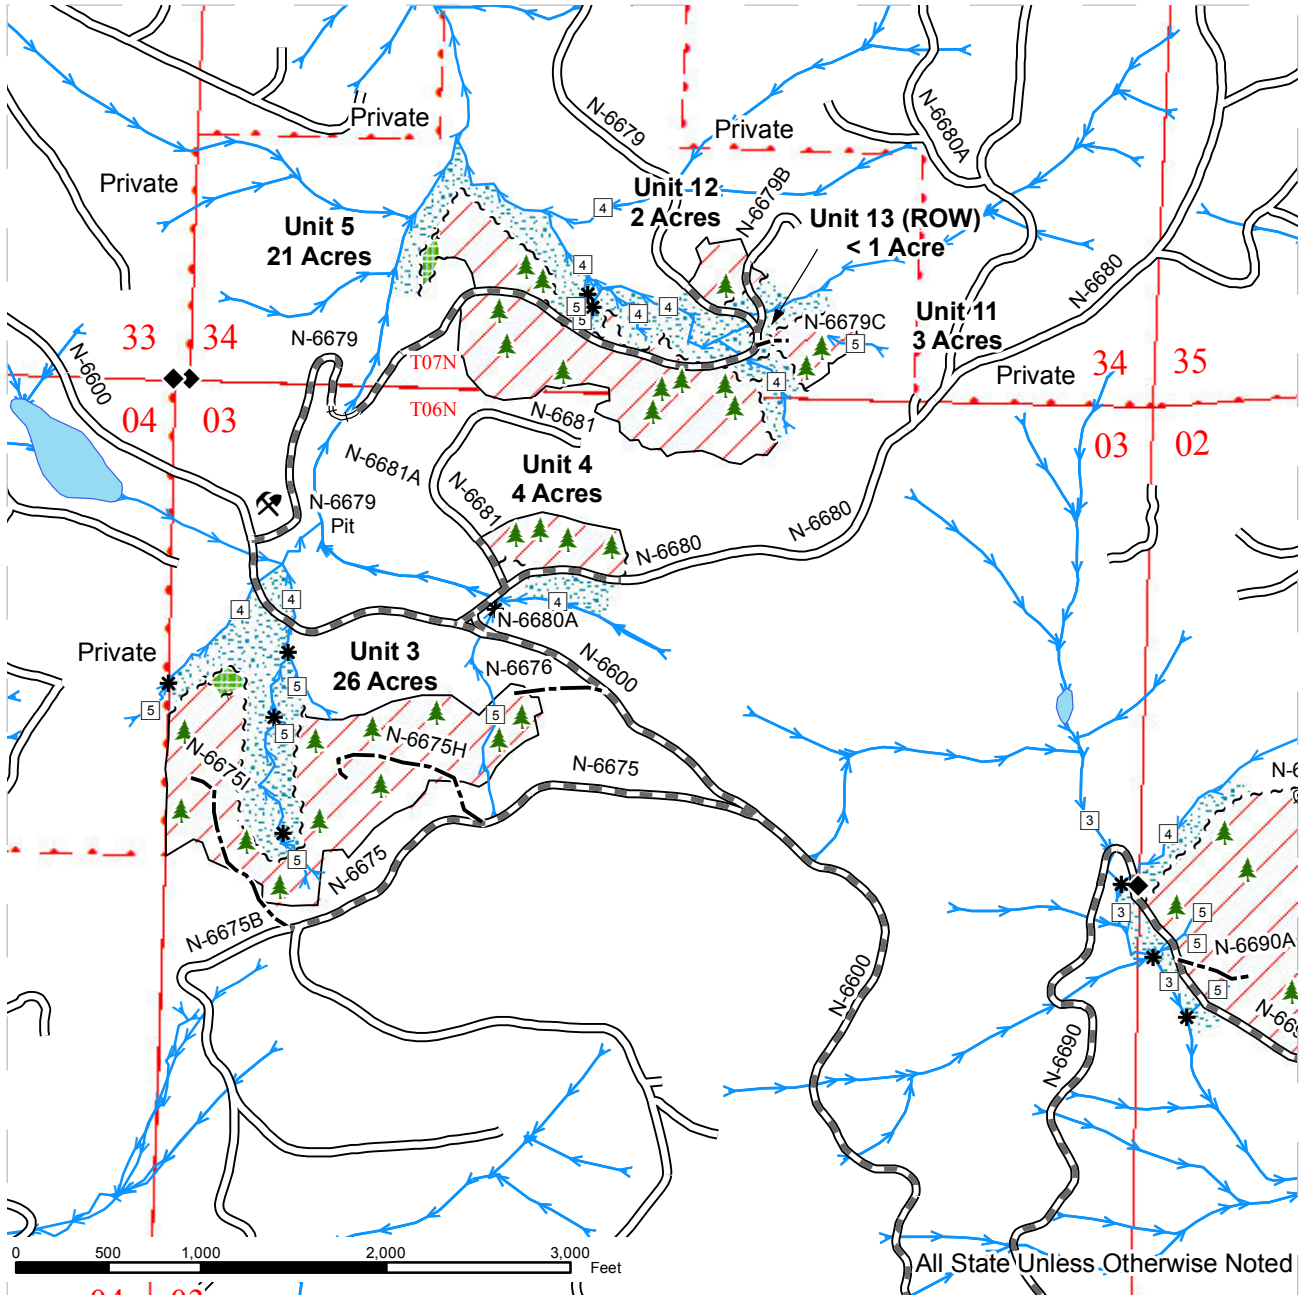 N-6679
N-6680A
Private
Private
Private
Unit 12
2 Acres
N-6679B
4
Unit 5
21 Acres
Unit 13 (ROW)
< 1 Acre
N-6680
4
4
4
5
5
N-6679C
5
Unit 11
3 Acres
33
34
N-6679
N-6600
T07N
T06N
4
Private
34
35
04
03
N-6681
03
02
N-6681A
Unit 4
4 Acres
N-6681
N-6679
Pit
N-6680
N-6680
4
4
4
N-6680A
Private
Unit 3
26 Acres
N-6676
N-6600
5
5
5
5
N-6675H
N-6675I
N-6675
N-6
3
4
5
N-6675
N-6675B
3
5
5
N-6690A
3
5
N-669
N-6600
N-6690
0
500
1,000
2,000
3,000
Feet
All State Unless Otherwise Noted
04
03